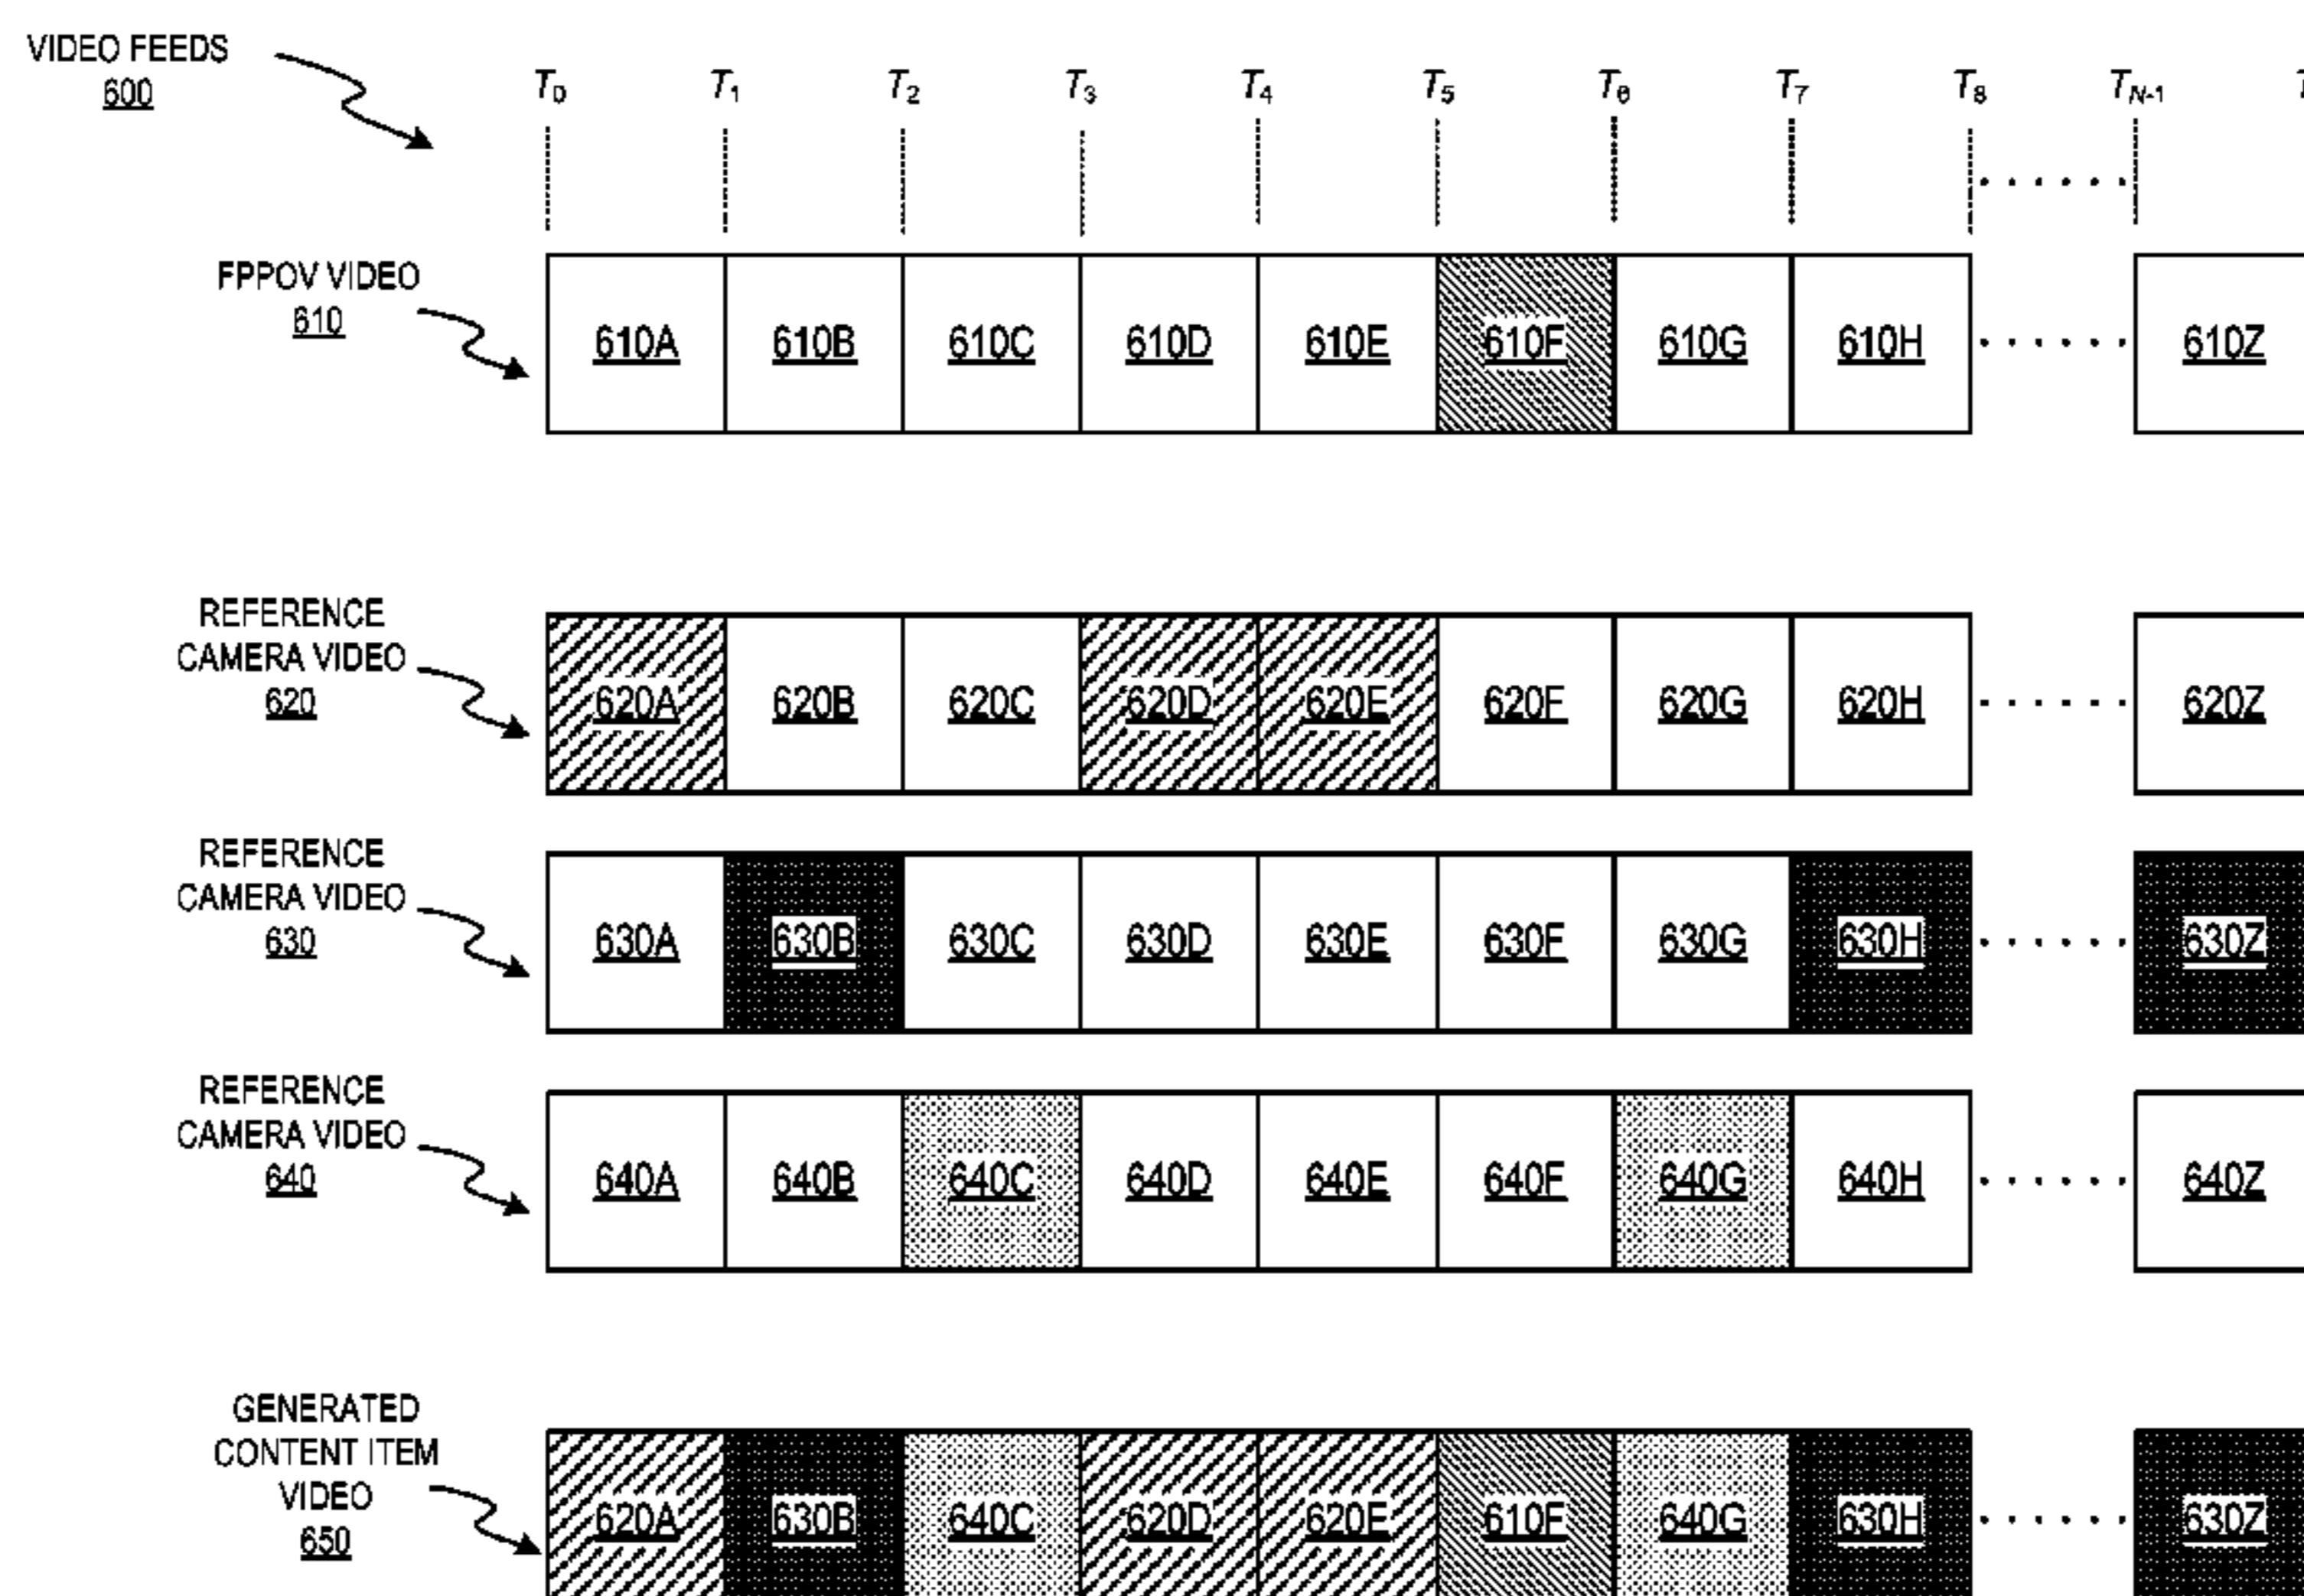 VIDEO FEEDS
600
T0 T1 T2 T3 T4 T5 T6 T7 T8 TN-1
FPPOV VIDEO
610
610A 610B 610C 610D 610E 610F 610G 610H 610Z
REFERENCE
CAMERA VIDEO
620
620A 620B 620C 620D 620E 620F 620G 620H 620Z
REFERENCE
CAMERA VIDEO
630
630A 630B 630C 630D 630E 630F 630G 630H 630Z
REFERENCE
CAMERA VIDEO
640
640A 640B 640C 640D 640E 640F 640G 640H 640Z
GENERATED
CONTENT ITEM
VIDEO
650
620A 630B 640C 620D 620E 610F 640G 630H 630Z